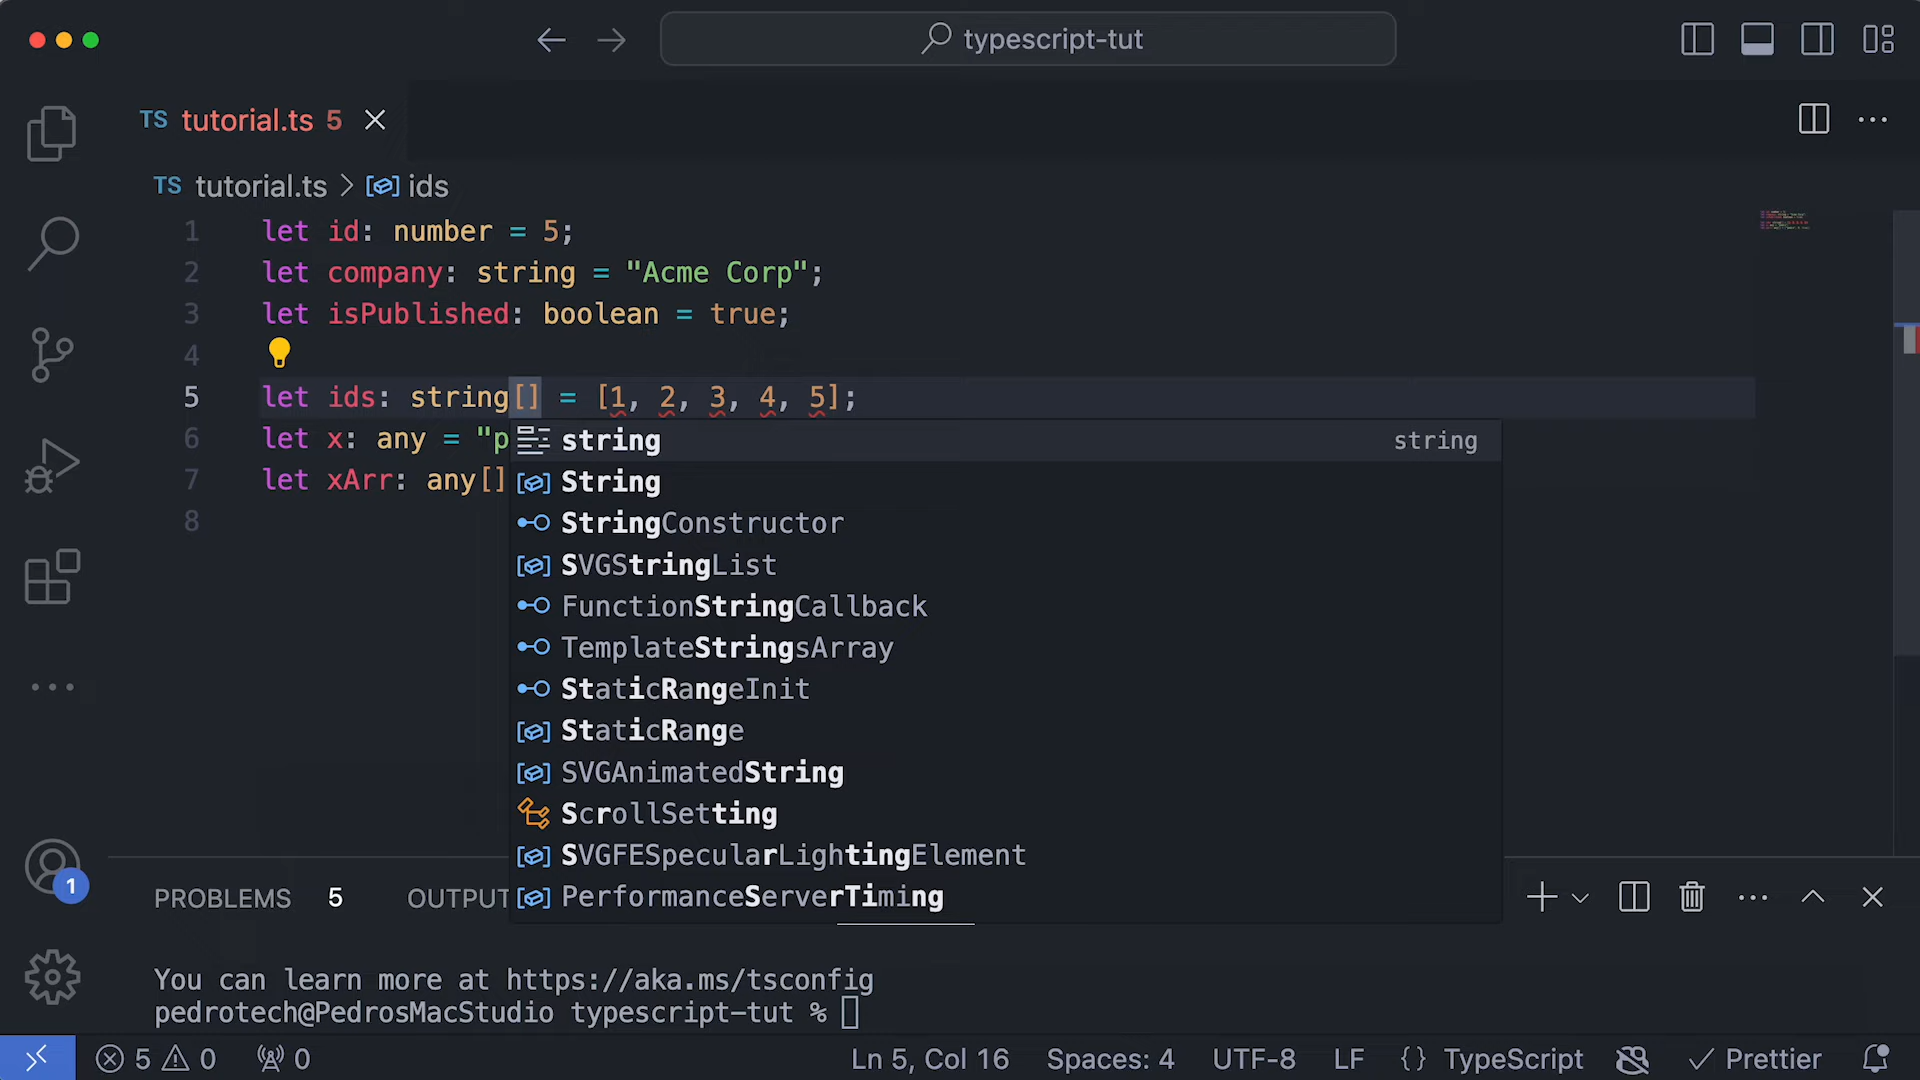 typescript-tut
TS tutorial.ts 5
TS tutorial.ts > ids
1 let id: number = 5;
2 let company: string = "Acme Corp";
3 let isPublished: boolean = true;
4
5 let ids: string[] = [1, 2, 3, 4, 5];
6 let x: any = "p
7 let xArr: any[]
8
string string
String
StringConstructor
SVGStringList
FunctionStringCallback
TemplateStringsArray
StaticRangeInit
StaticRange
SVGAnimatedString
ScrollSetting
SVGFESpecularLightingElement
PerformanceServerTiming
1
PROBLEMS 5 OUTPUT
You can learn more at https://aka.ms/tsconfig
pedrotech@PedrosMacStudio typescript-tut %
5 0 0 Ln 5, Col 16 Spaces: 4 UTF-8 LF {} TypeScript Prettier